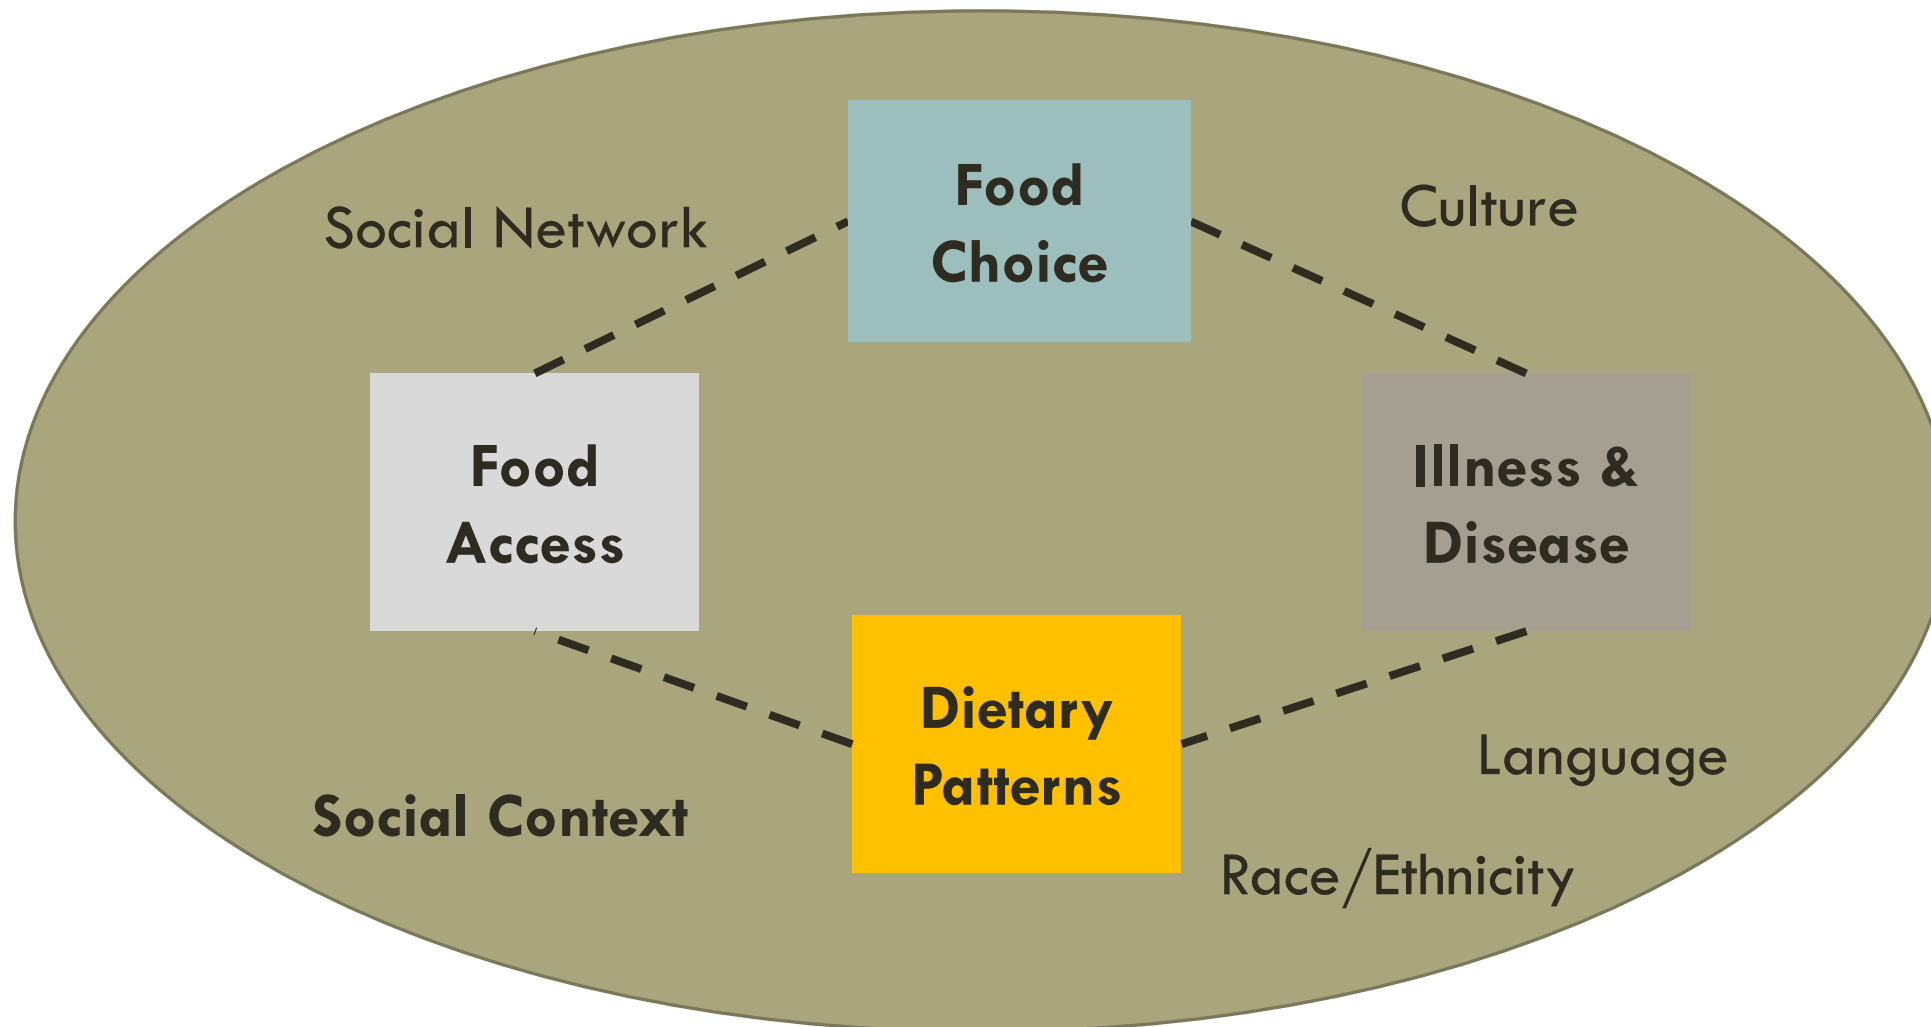 Food
Choice
Social Network
Culture
Food
Access
Illness &
Disease
Dietary
Patterns
Social Context
Language
Race/Ethnicity